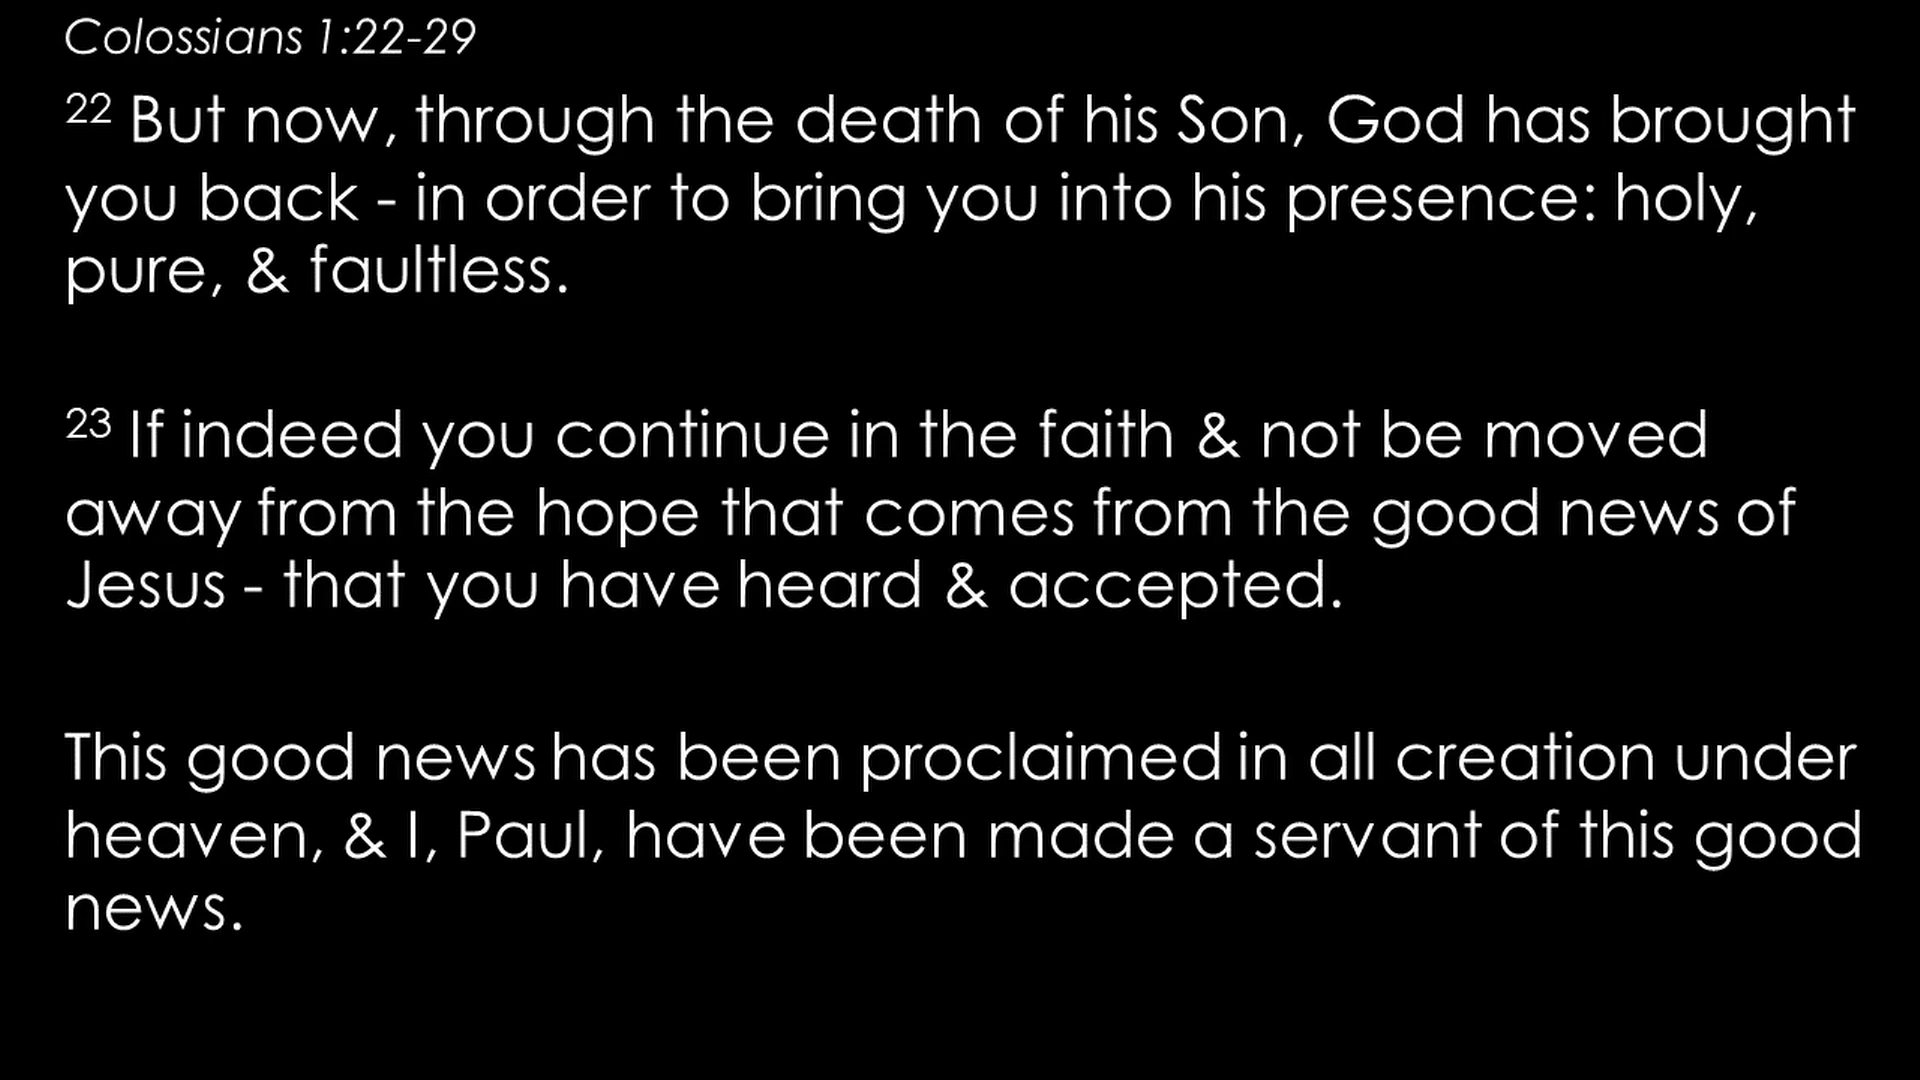 Colossians 1:22-29
22 But now, through the death of his Son, God has brought
you back - in order to bring you into his presence: holy,
pure, & faultless.
23 If indeed you continue in the faith & not be moved
away from the hope that comes from the good news of
Jesus - that you have heard & accepted.
This good news has been proclaimed in all creation under
heaven, & I, Paul, have been made a servant of this good
news.